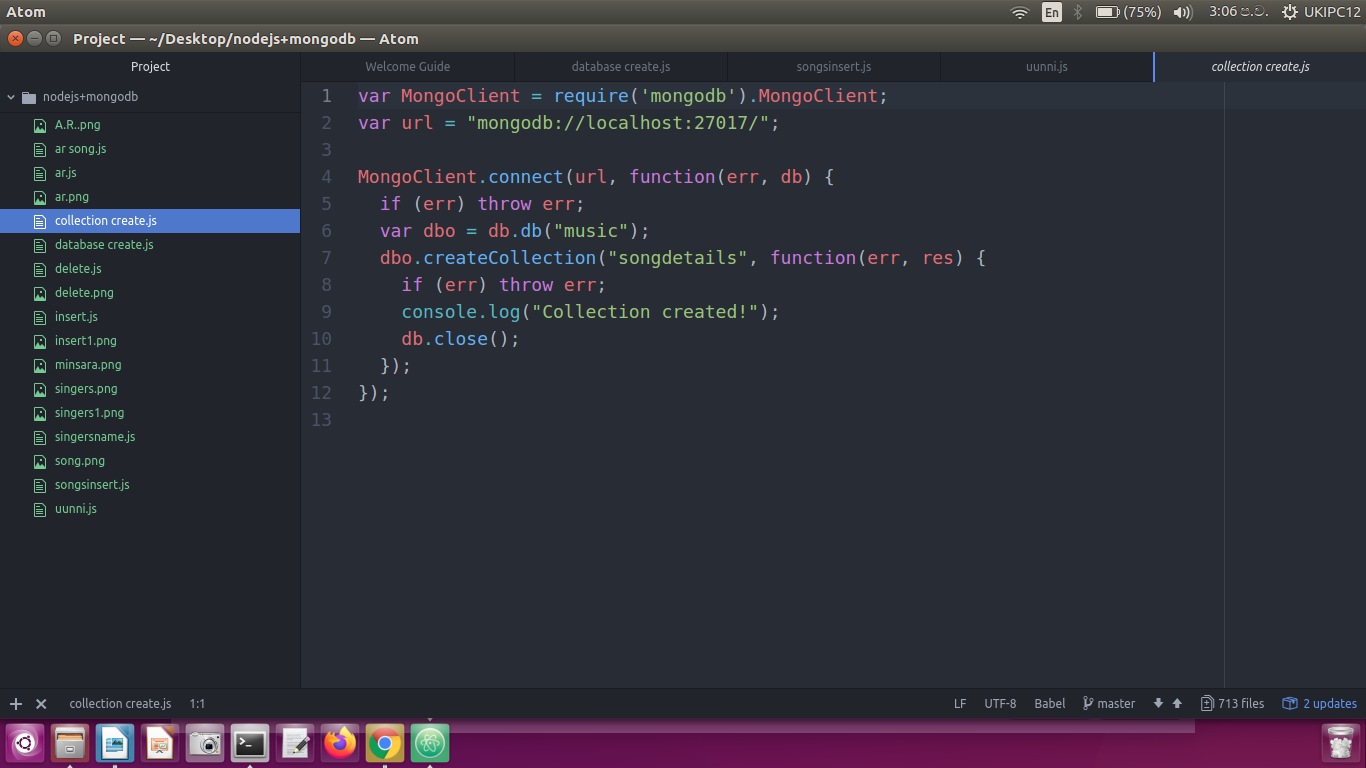 Atom
En
(75%)
3:06 ප.ව.
UKIPC12
Project — ~/Desktop/nodejs+mongodb — Atom
Project
Welcome Guide
database create.js
songsinsert.js
uunni.js
collection create.js
nodejs+mongodb
A.R..png
ar song.js
ar.js
ar.png
collection create.js
database create.js
delete.js
delete.png
insert.js
insert1.png
minsara.png
singers.png
singers1.png
singersname.js
song.png
songsinsert.js
uunni.js
1 var MongoClient = require('mongodb').MongoClient;
2 var url = "mongodb://localhost:27017/";
3
4 MongoClient.connect(url, function(err, db) {
5   if (err) throw err;
6   var dbo = db.db("music");
7   dbo.createCollection("songdetails", function(err, res) {
8     if (err) throw err;
9     console.log("Collection created!");
10     db.close();
11   });
12 });
13
collection create.js 1:1
LF UTF-8 Babel master 713 files 2 updates